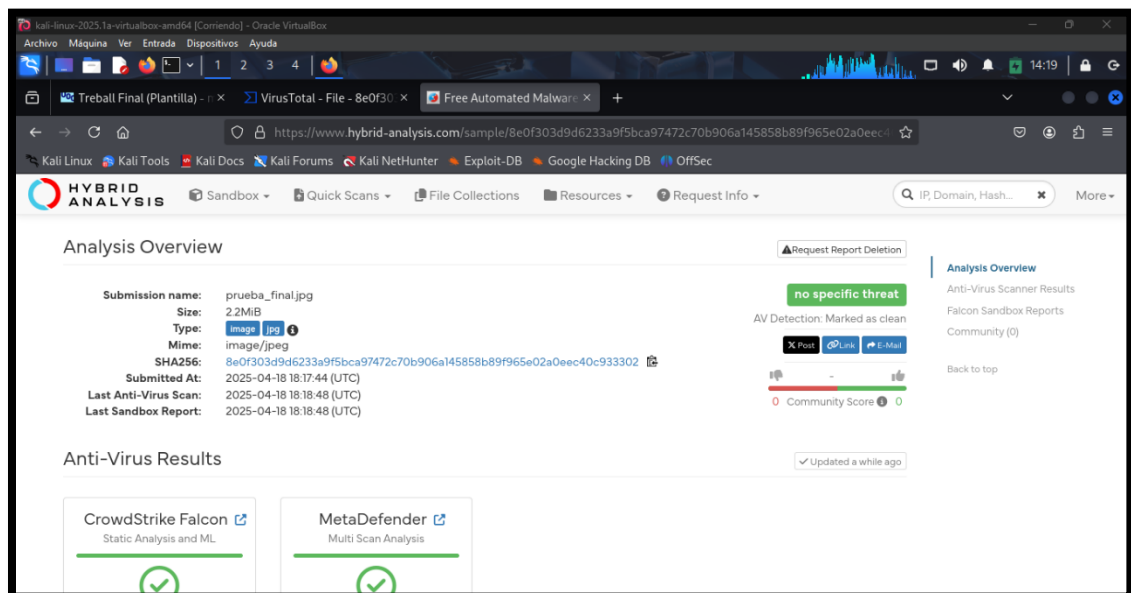 kali-linux-2025.1a-virtualbox-amd64 [Corriendo] - Oracle VirtualBox
Archivo Máquina Ver Entrada Dispositivos Ayuda
1 2 3 4 14:19
Treball Final (Plantilla) - VirusTotal - File - 8e0f30 Free Automated Malware
https://www.hybrid-analysis.com/sample/8e0f303d9d6233a9f5bca97472c70b906a145858b89f965e02a0eec4
Kali Linux Kali Tools Kali Docs Kali Forums Kali NetHunter Exploit-DB Google Hacking DB OffSec
HYBRID
ANALYSIS
Sandbox Quick Scans File Collections Resources Request Info IP, Domain, Hash... More
Analysis Overview
Request Report Deletion
Submission name: prueba_final.jpg
Size: 2.2MiB
Type: image jpg
Mime: image/jpeg
SHA256: 8e0f303d9d6233a9f5bca97472c70b906a145858b89f965e02a0eec40c933302
Submitted At: 2025-04-18 18:17:44 (UTC)
Last Anti-Virus Scan: 2025-04-18 18:18:48 (UTC)
Last Sandbox Report: 2025-04-18 18:18:48 (UTC)
no specific threat
AV Detection: Marked as clean
X Post Link E-Mail
-
0 Community Score 0
Analysis Overview
Anti-Virus Scanner Results
Falcon Sandbox Reports
Community (0)
Back to top
Anti-Virus Results
Updated a while ago
CrowdStrike Falcon
Static Analysis and ML
MetaDefender
Multi Scan Analysis